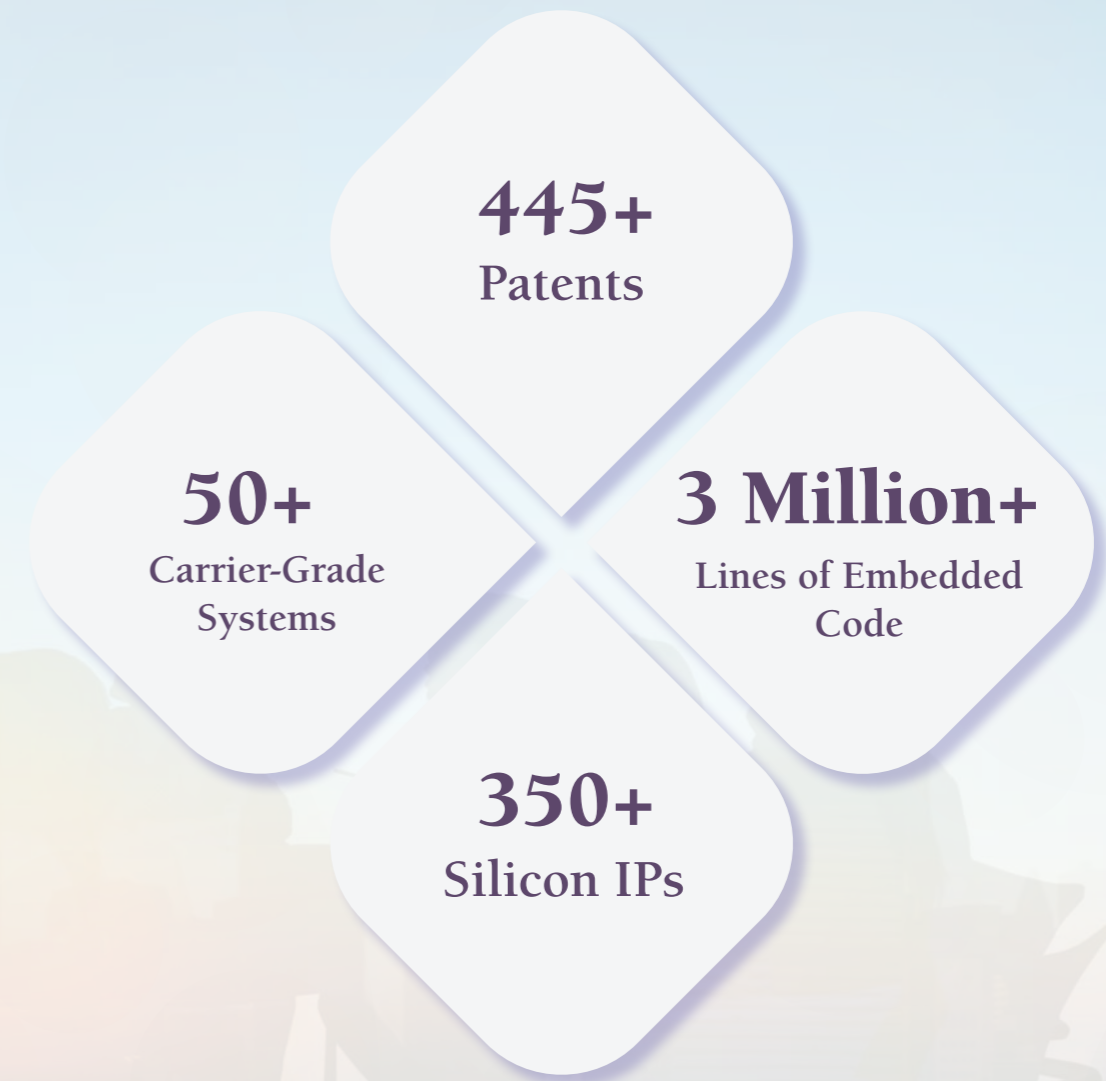 445+
Patents
50+
Carrier-Grade
Systems
3 Million+
Lines of Embedded
Code
350+
Silicon IPs